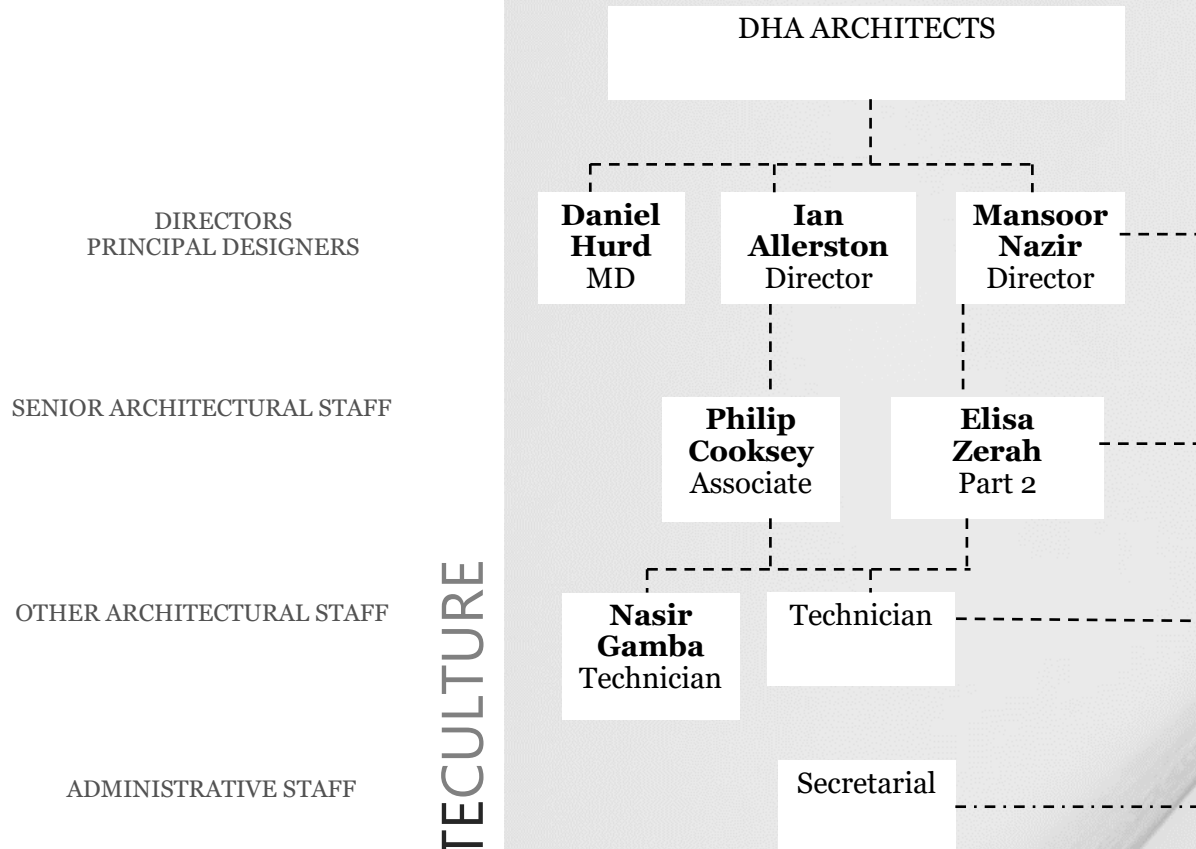 DHA ARCHITECTS
DIRECTORS
PRINCIPAL DESIGNERS
Daniel
Hurd
MD
Ian
Allerston
Director
Mansoor
Nazir
Director
SENIOR ARCHITECTURAL STAFF
Philip
Cooksey
Associate
Elisa
Zerah
Part 2
OTHER ARCHITECTURAL STAFF
Nasir
Gamba
Technician
Technician
ADMINISTRATIVE STAFF
Secretarial
TECULTURE